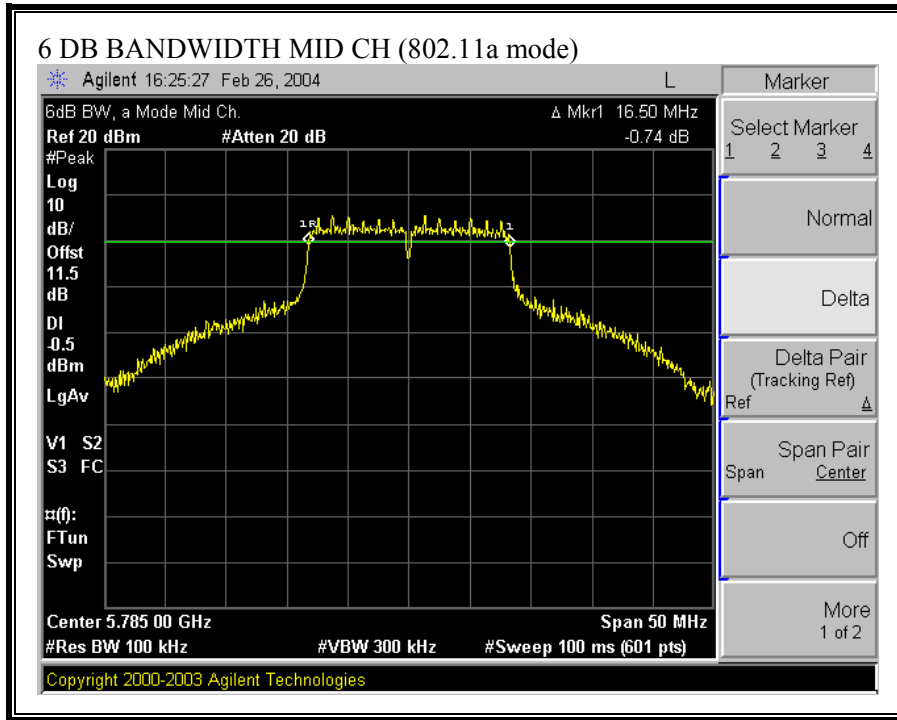 6 DB BANDWIDTH MID CH (802.11a mode)
Agilent 16:25:27 Feb 26, 2004 L
Marker
6dB BW, a Mode Mid Ch. Δ Mkr1 16.50 MHz
Ref 20 dBm #Atten 20 dB -0.74 dB
#Peak
Log
10
dB/
Offst
11.5
dB
DI
-0.5
dBm
LgAv
V1 S2
S3 FC
¤(f):
FTun
Swp
1R
1
Center 5.785 00 GHz Span 50 MHz
#Res BW 100 kHz #VBW 300 kHz #Sweep 100 ms (601 pts)
Copyright 2000-2003 Agilent Technologies
Select Marker
1 2 3 4
Normal
Delta
Delta Pair
(Tracking Ref)
Ref Δ
Span Pair
Span Center
Off
More
1 of 2